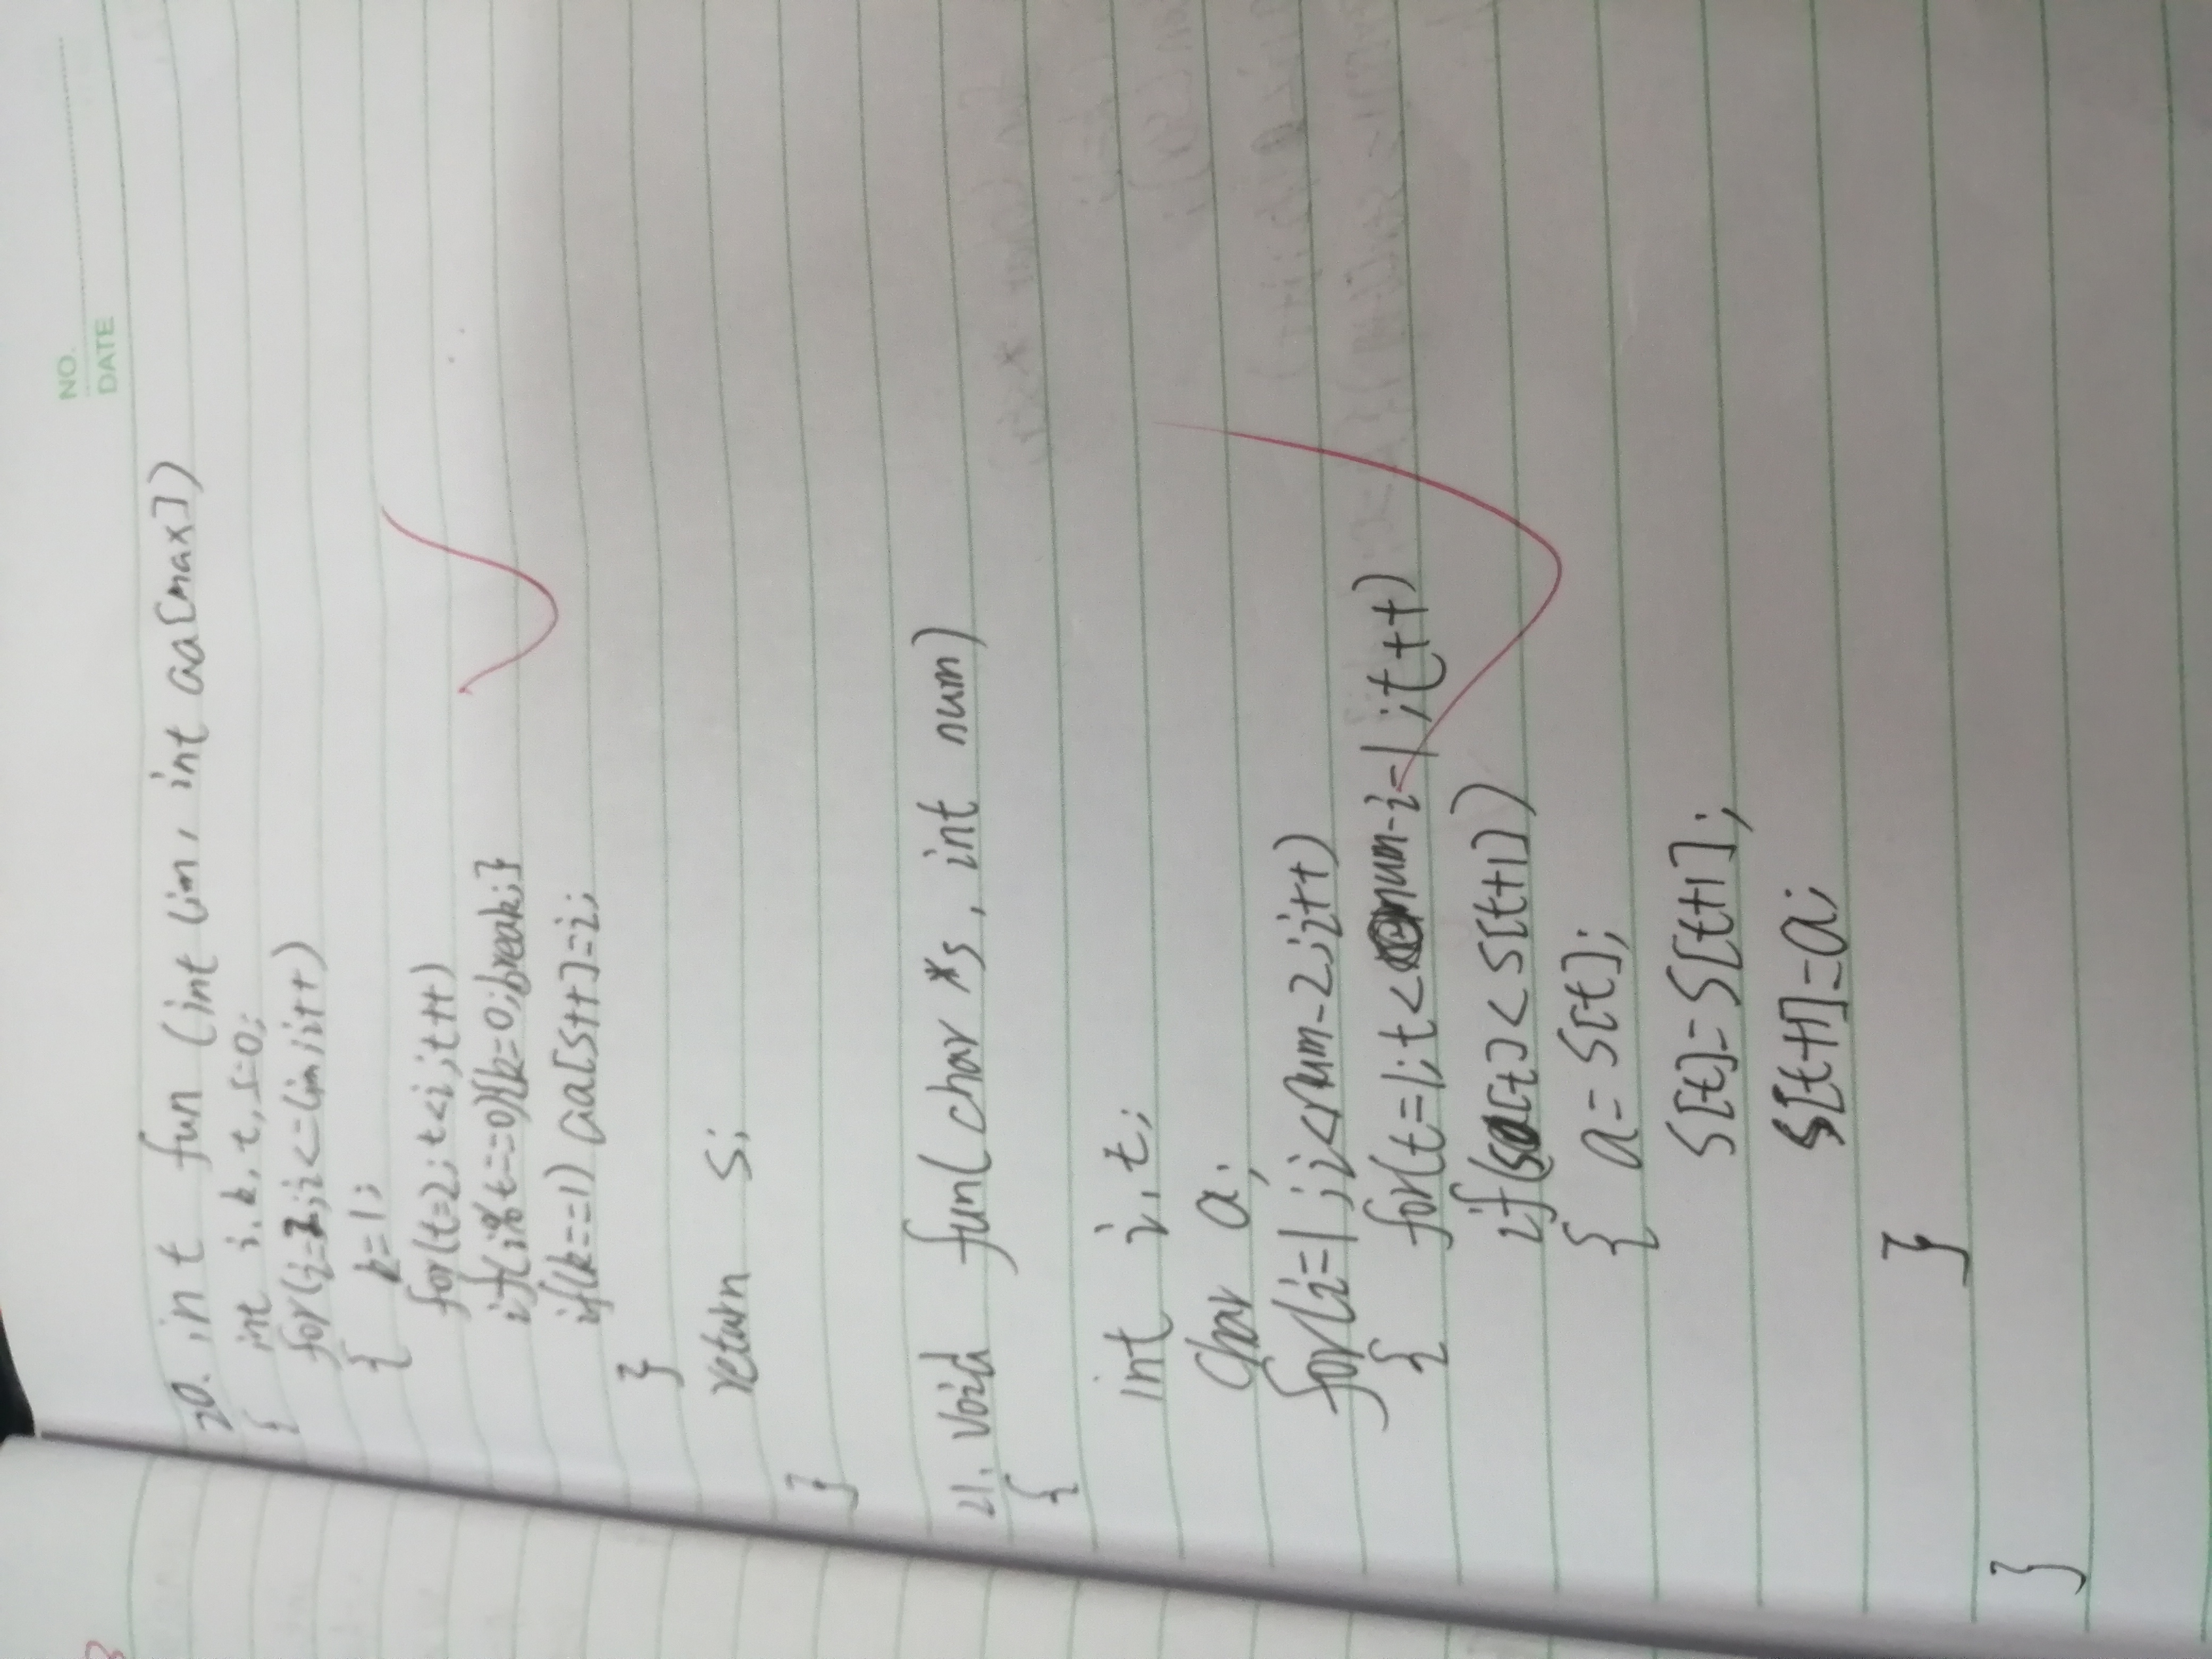 NO.
DATE
20. int fun (int lim, int aa[max])
{ int i, k, t, s=0;
for(i=2;i<=lim;i++)
{ k=1;
for(t=2;t<i;t++)
if(i%t==0){k=0;break;}
if(k==1) aa[s++]=i;
}
return s;
}
21. void fun(char *s, int num)
{
int i,t;
char a;
for(i=1;i<num-2;i++)
{ for(t=1;t<num-i-1;t++)
if(s[t]<s[t+1])
{ a=s[t];
s[t]=s[t+1];
s[t+1]=a;
}
}